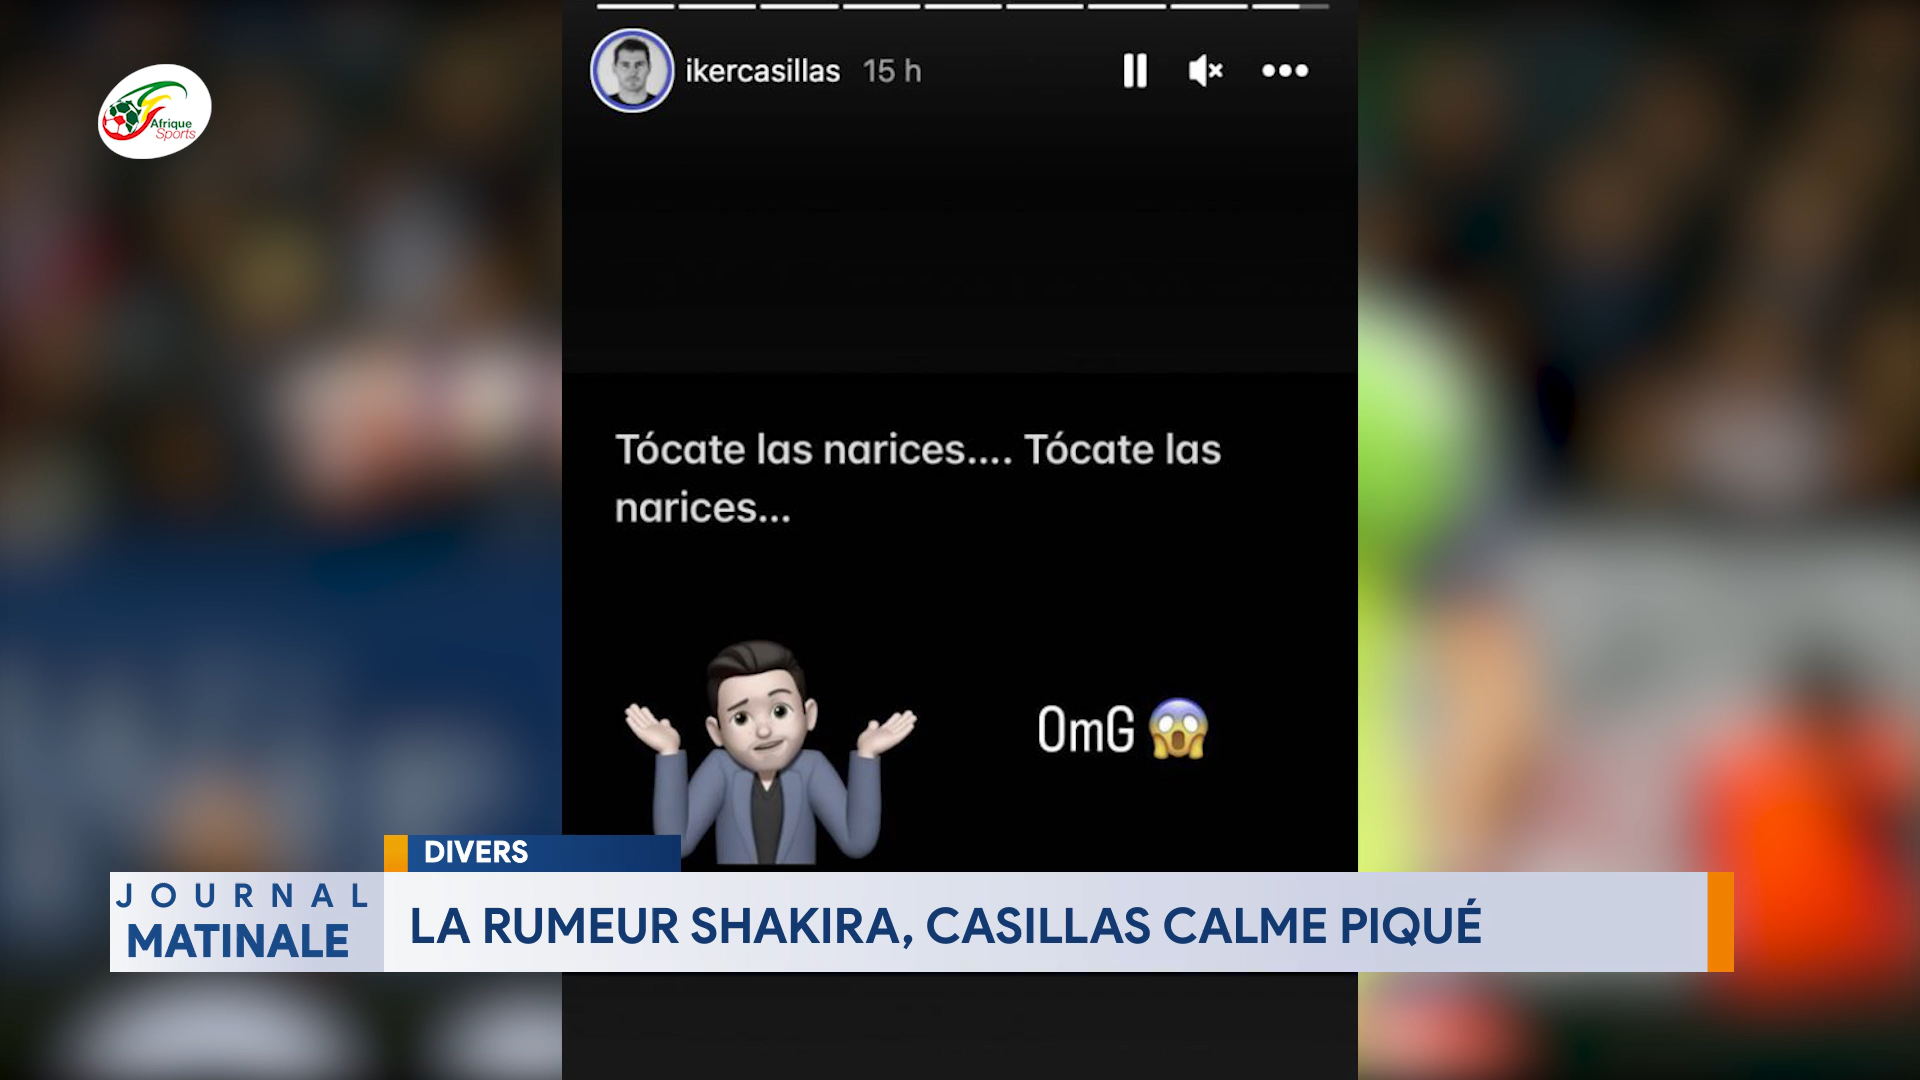 Afrique
Sports
ikercasillas 15 h
Tócate las narices.... Tócate las
narices...
OmG
DIVERS
JOURNAL
MATINALE
LA RUMEUR SHAKIRA, CASILLAS CALME PIQUÉ